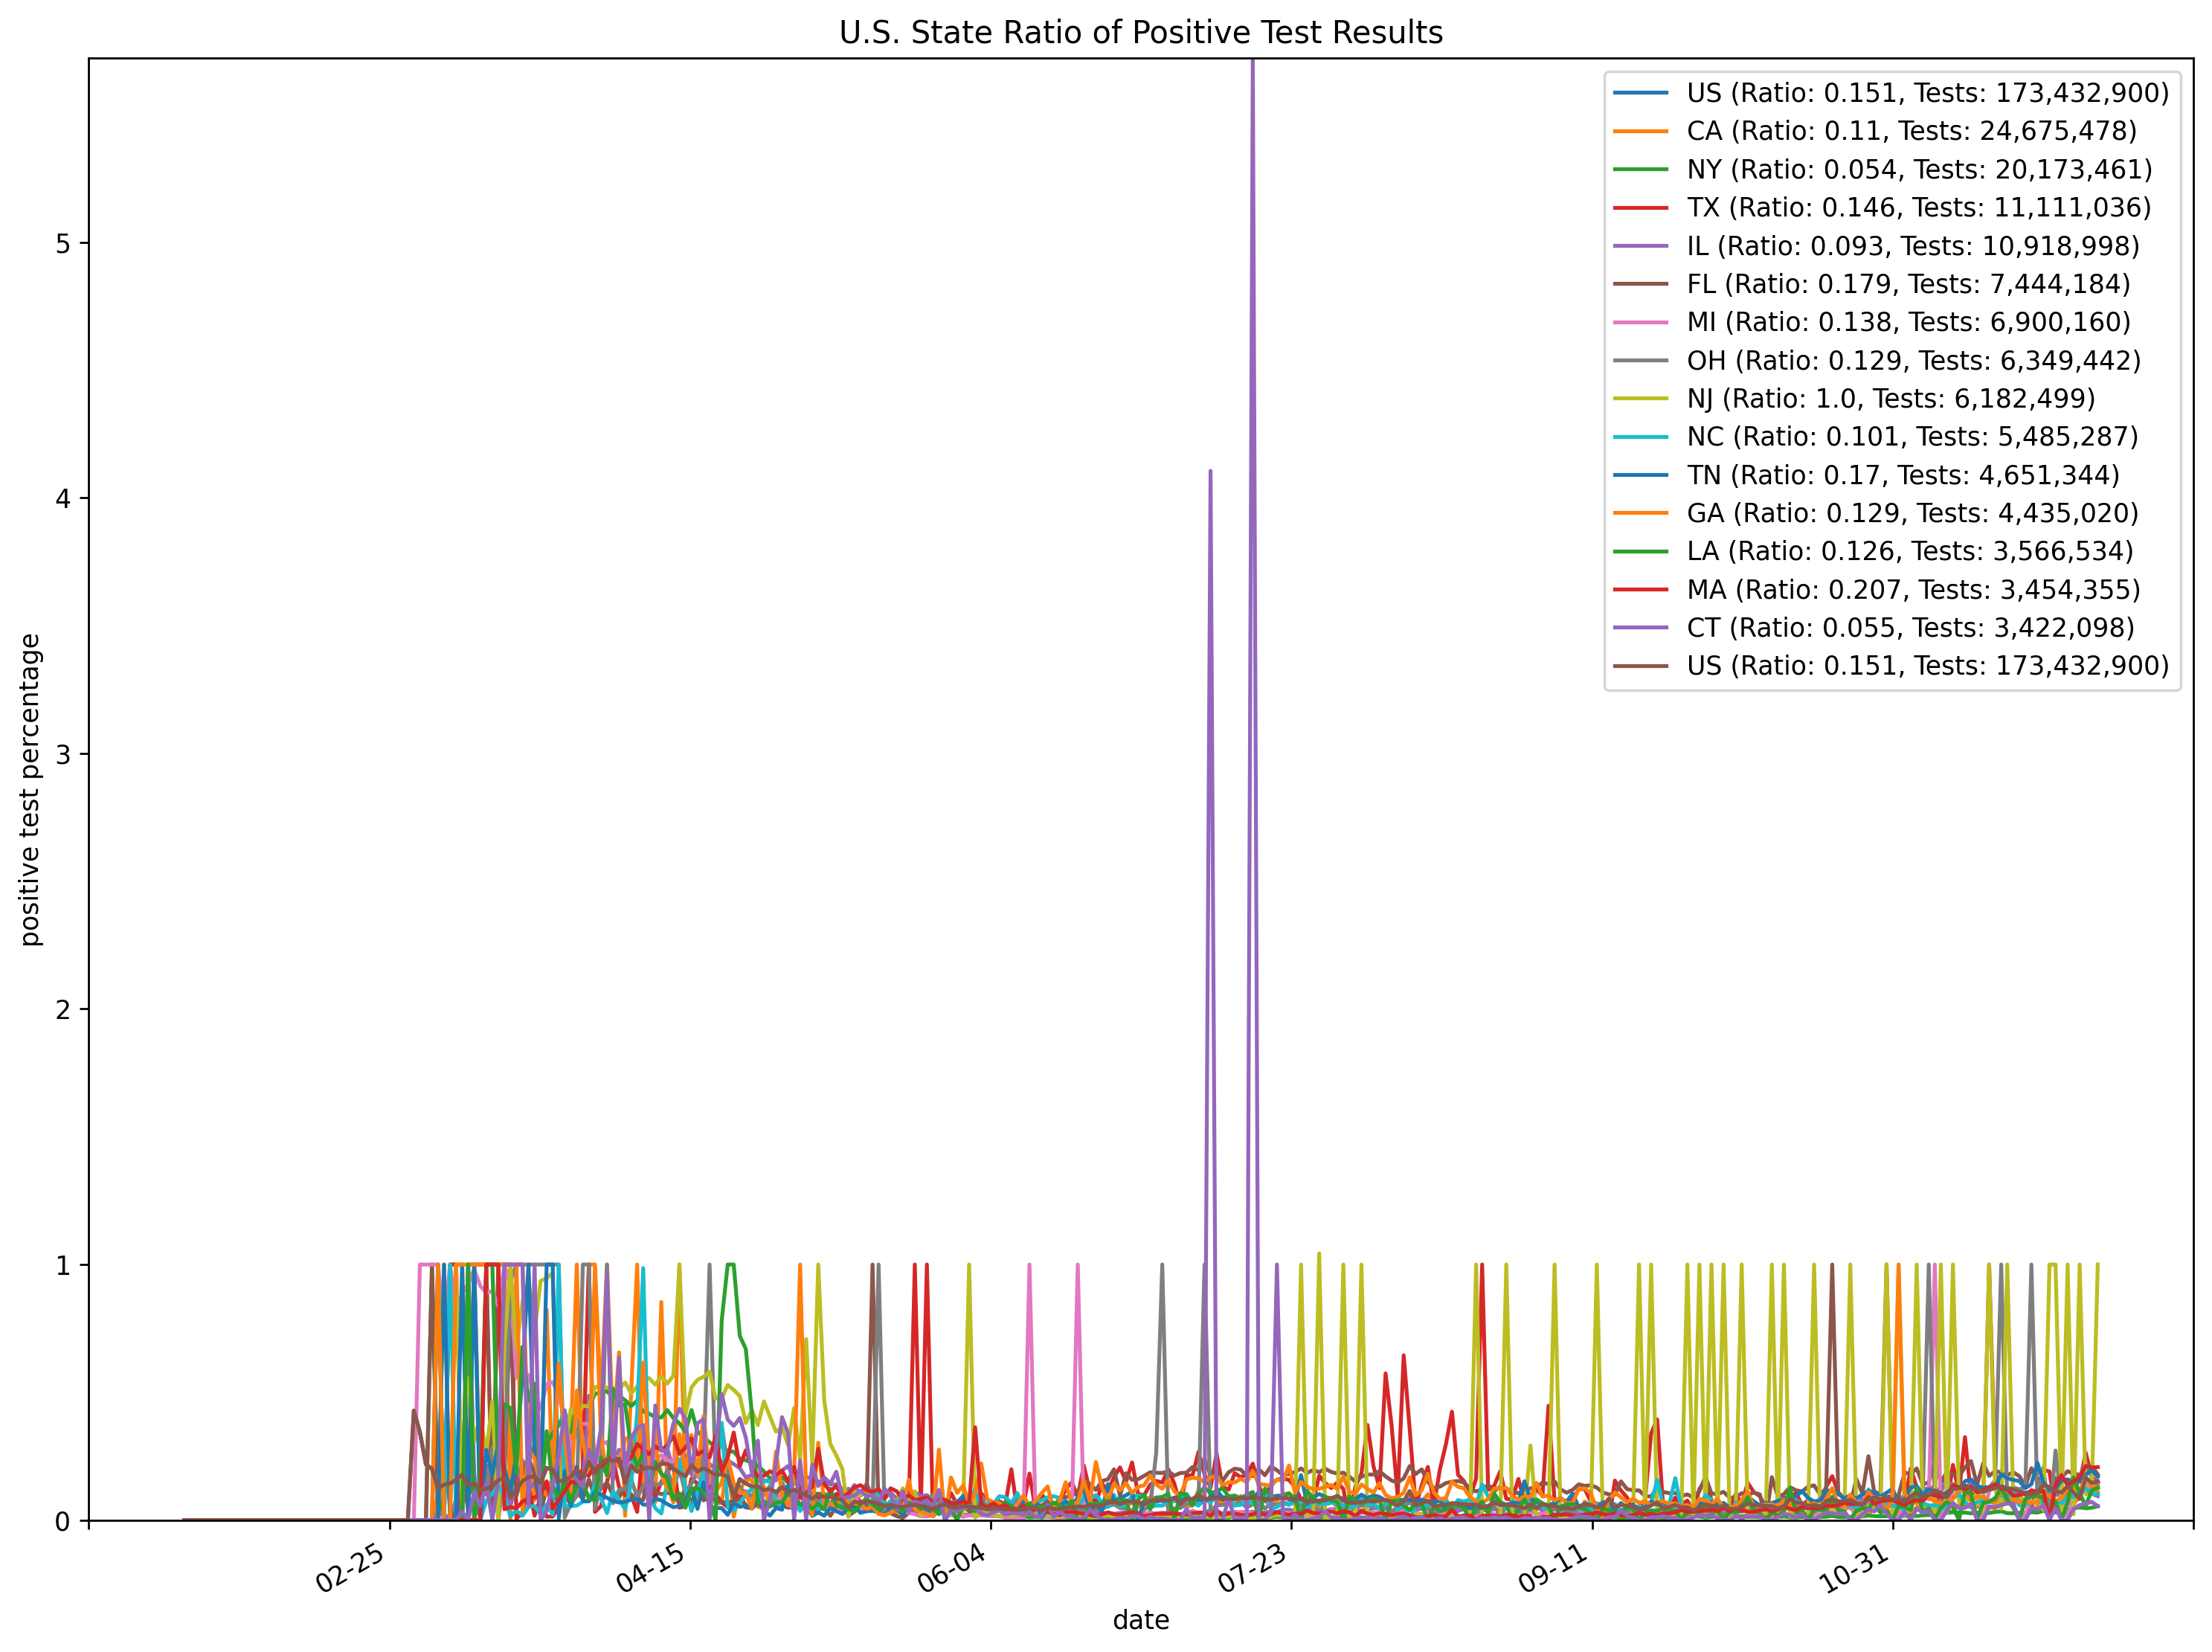 U.S. State Ratio of Positive Test Results
US (Ratio: 0.151, Tests: 173,432,900)
CA (Ratio: 0.11, Tests: 24,675,478)
NY (Ratio: 0.054, Tests: 20,173,461)
TX (Ratio: 0.146, Tests: 11,111,036)
IL (Ratio: 0.093, Tests: 10,918,998)
FL (Ratio: 0.179, Tests: 7,444,184)
MI (Ratio: 0.138, Tests: 6,900,160)
OH (Ratio: 0.129, Tests: 6,349,442)
NJ (Ratio: 1.0, Tests: 6,182,499)
NC (Ratio: 0.101, Tests: 5,485,287)
TN (Ratio: 0.17, Tests: 4,651,344)
GA (Ratio: 0.129, Tests: 4,435,020)
LA (Ratio: 0.126, Tests: 3,566,534)
MA (Ratio: 0.207, Tests: 3,454,355)
CT (Ratio: 0.055, Tests: 3,422,098)
US (Ratio: 0.151, Tests: 173,432,900)
positive test percentage
5
4
3
2
1
0
02-25
04-15
06-04
07-23
09-11
10-31
date